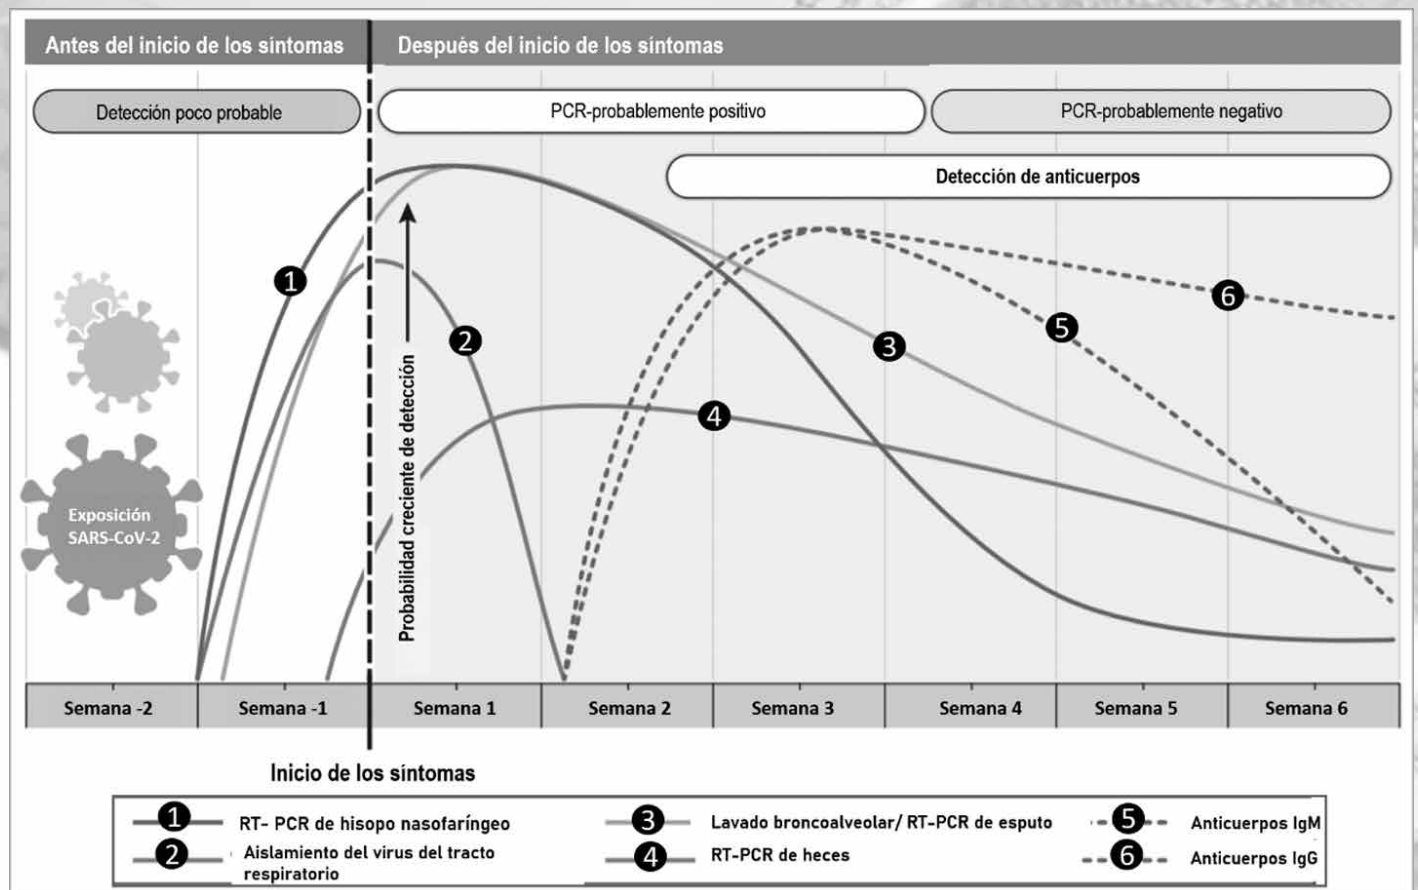 Antes del inicio de los síntomas
Después del inicio de los síntomas
Detección poco probable
PCR-probablemente positivo
PCR-probablemente negativo
Detección de anticuerpos
1
2
3
4
5
6
Probabilidad creciente de detección
Exposición
SARS-CoV-2
Semana -2
Semana -1
Semana 1
Semana 2
Semana 3
Semana 4
Semana 5
Semana 6
Inicio de los síntomas
1 RT- PCR de hisopo nasofaríngeo
2 Aislamiento del virus del tracto
respiratorio
3 Lavado broncoalveolar/ RT-PCR de esputo
4 RT-PCR de heces
5 Anticuerpos IgM
6 Anticuerpos IgG